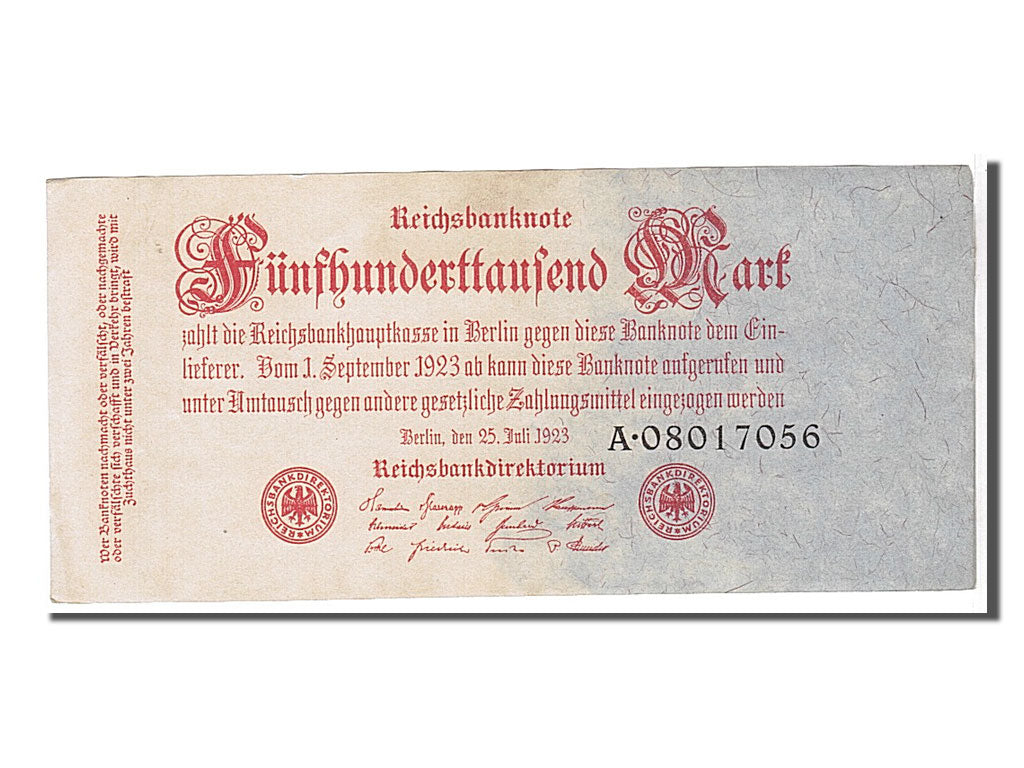 Reichsbanknote
Fünfhunderttausend Mark
zahlt die Reichsbankhauptkasse in Berlin gegen diese Banknote dem Ein-
lieferer. Vom 1. September 1923 ab kann diese Banknote aufgerufen und
unter Umtausch gegen andere gesetzliche Zahlungsmittel eingezogen werden
Berlin, den 25. Juli 1923
A·08017056
Reichsbankdirektorium
REICHSBANKDIREKTORIUM
REICHSBANKDIREKTORIUM
Wer Banknoten nachmacht oder verfälscht, oder nachgemachte
oder verfälschte sich verschafft und in Verkehr bringt, wird mit
Zuchthaus nicht unter zwei Jahren bestraft